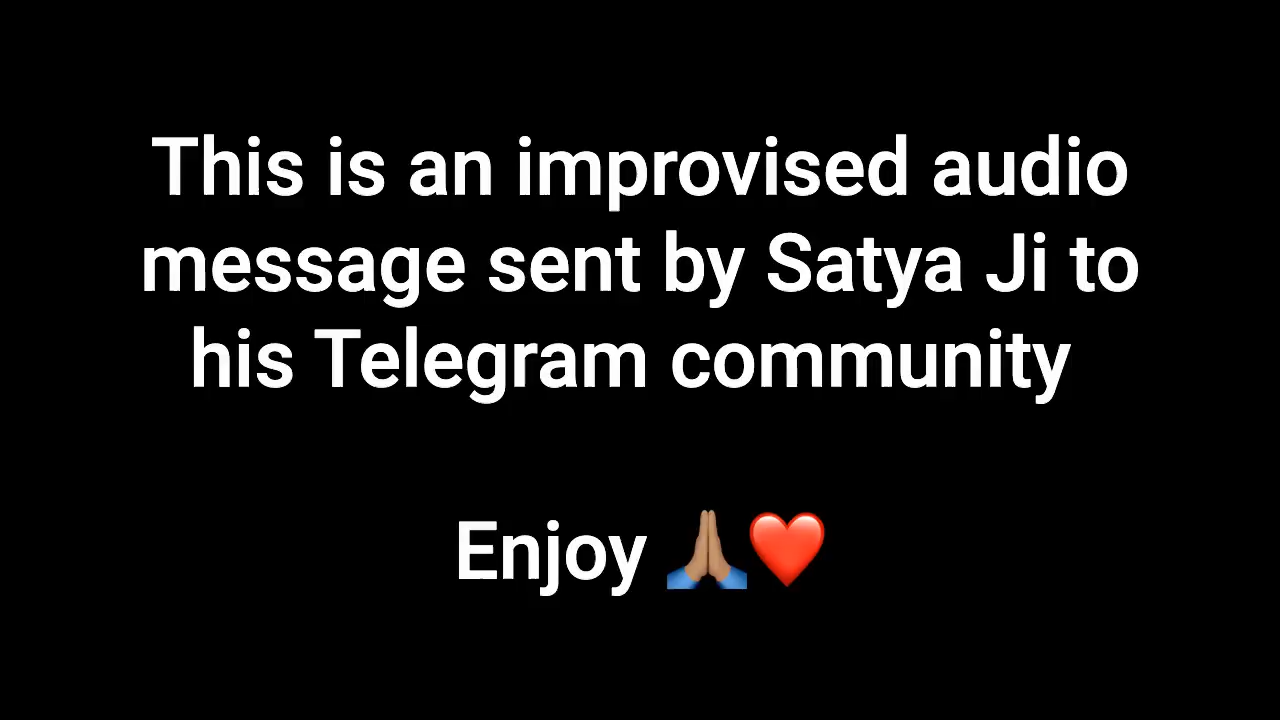 This is an improvised audio
message sent by Satya Ji to
his Telegram community
Enjoy 🙏🏽❤️